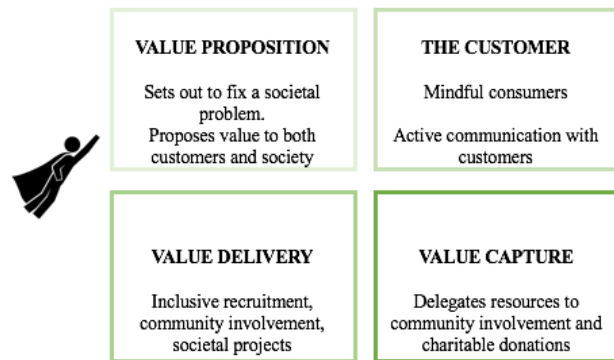 VALUE PROPOSITION
Sets out to fix a societal
problem.
Proposes value to both
customers and society
THE CUSTOMER
Mindful consumers
Active communication with
customers
VALUE DELIVERY
Inclusive recruitment,
community involvement,
societal projects
VALUE CAPTURE
Delegates resources to
community involvement and
charitable donations